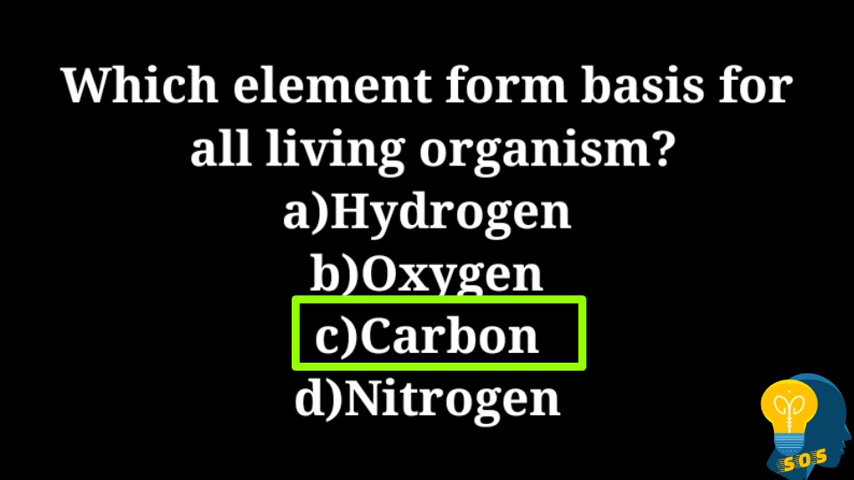 Which element form basis for
all living organism?
a)Hydrogen
b)Oxygen
c)Carbon
d)Nitrogen
SOS